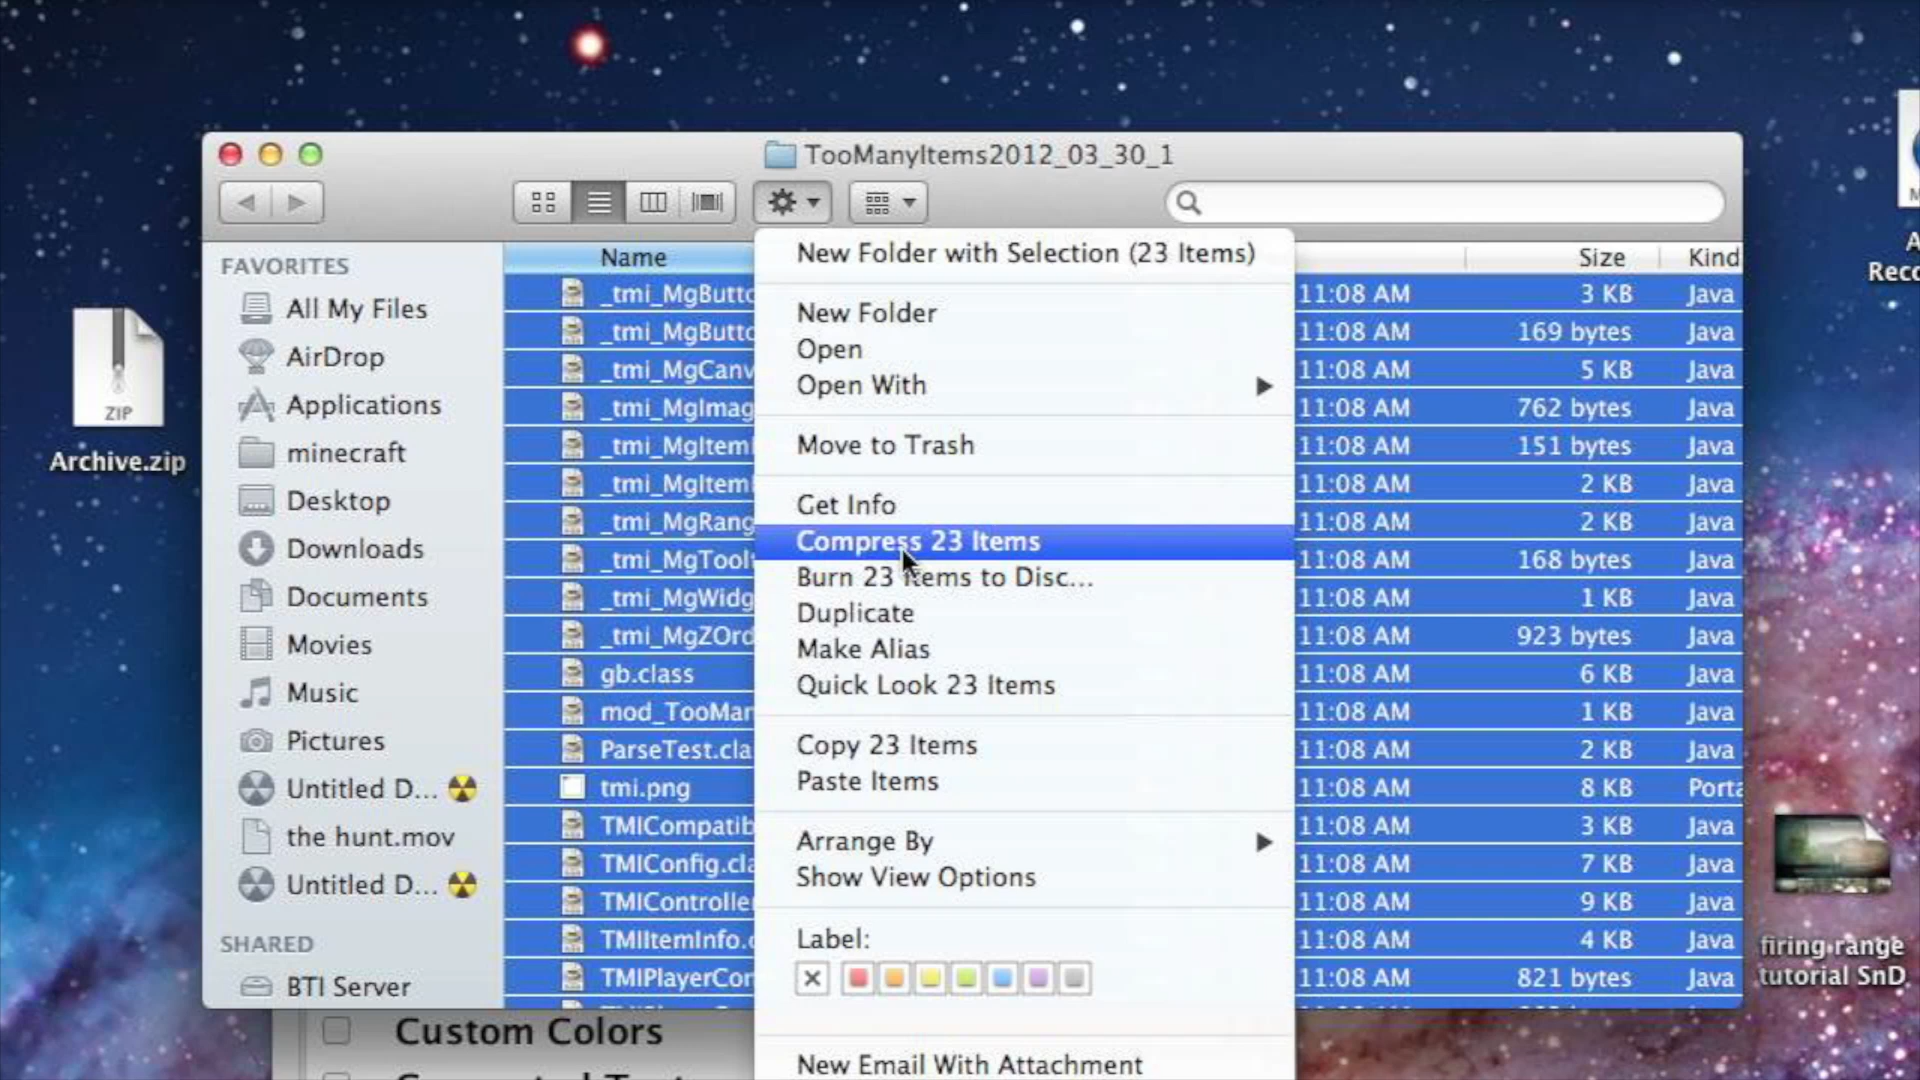 TooManyItems2012_03_30_1
FAVORITES
All My Files
AirDrop
Applications
minecraft
Desktop
Downloads
Documents
Movies
Music
Pictures
Untitled D...
the hunt.mov
Untitled D...
SHARED
BTI Server
Name
Size
Kind
_tmi_MgButto
11:08 AM
3 KB
Java
_tmi_MgButto
11:08 AM
169 bytes
Java
_tmi_MgCanv
11:08 AM
5 KB
Java
_tmi_MgImag
11:08 AM
762 bytes
Java
_tmi_MgItem
11:08 AM
151 bytes
Java
_tmi_MgItem
11:08 AM
2 KB
Java
_tmi_MgRang
11:08 AM
2 KB
Java
_tmi_MgToolt
11:08 AM
168 bytes
Java
_tmi_MgWidg
11:08 AM
1 KB
Java
_tmi_MgZOrd
11:08 AM
923 bytes
Java
gb.class
11:08 AM
6 KB
Java
mod_TooMan
11:08 AM
1 KB
Java
ParseTest.cla
11:08 AM
2 KB
Java
tmi.png
11:08 AM
8 KB
Porta
TMICompatib
11:08 AM
3 KB
Java
TMIConfig.cla
11:08 AM
7 KB
Java
TMIController
11:08 AM
9 KB
Java
TMIItemInfo.c
11:08 AM
4 KB
Java
TMIPlayerCon
11:08 AM
821 bytes
Java
New Folder with Selection (23 Items)
New Folder
Open
Open With
Move to Trash
Get Info
Compress 23 Items
Burn 23 Items to Disc...
Duplicate
Make Alias
Quick Look 23 Items
Copy 23 Items
Paste Items
Arrange By
Show View Options
Label:
New Email With Attachment
ZIP
Archive.zip
Custom Colors
firing range
tutorial SnD
A
Reco